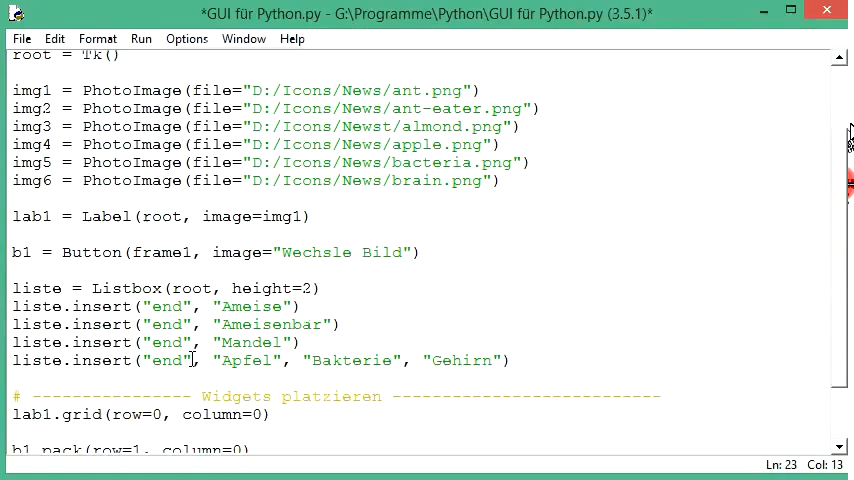 *GUI für Python.py - G:\Programme\Python\GUI für Python.py (3.5.1)*
File Edit Format Run Options Window Help
root = Tk()
img1 = PhotoImage(file="D:/Icons/News/ant.png")
img2 = PhotoImage(file="D:/Icons/News/ant-eater.png")
img3 = PhotoImage(file="D:/Icons/Newst/almond.png")
img4 = PhotoImage(file="D:/Icons/News/apple.png")
img5 = PhotoImage(file="D:/Icons/News/bacteria.png")
img6 = PhotoImage(file="D:/Icons/News/brain.png")
lab1 = Label(root, image=img1)
b1 = Button(frame1, image="Wechsle Bild")
liste = Listbox(root, height=2)
liste.insert("end", "Ameise")
liste.insert("end", "Ameisenbär")
liste.insert("end", "Mandel")
liste.insert("end", "Apfel", "Bakterie", "Gehirn")
# ---------------- Widgets platzieren ---------------------------
lab1.grid(row=0, column=0)
b1.pack(row=1, column=0)
Ln: 23 Col: 13